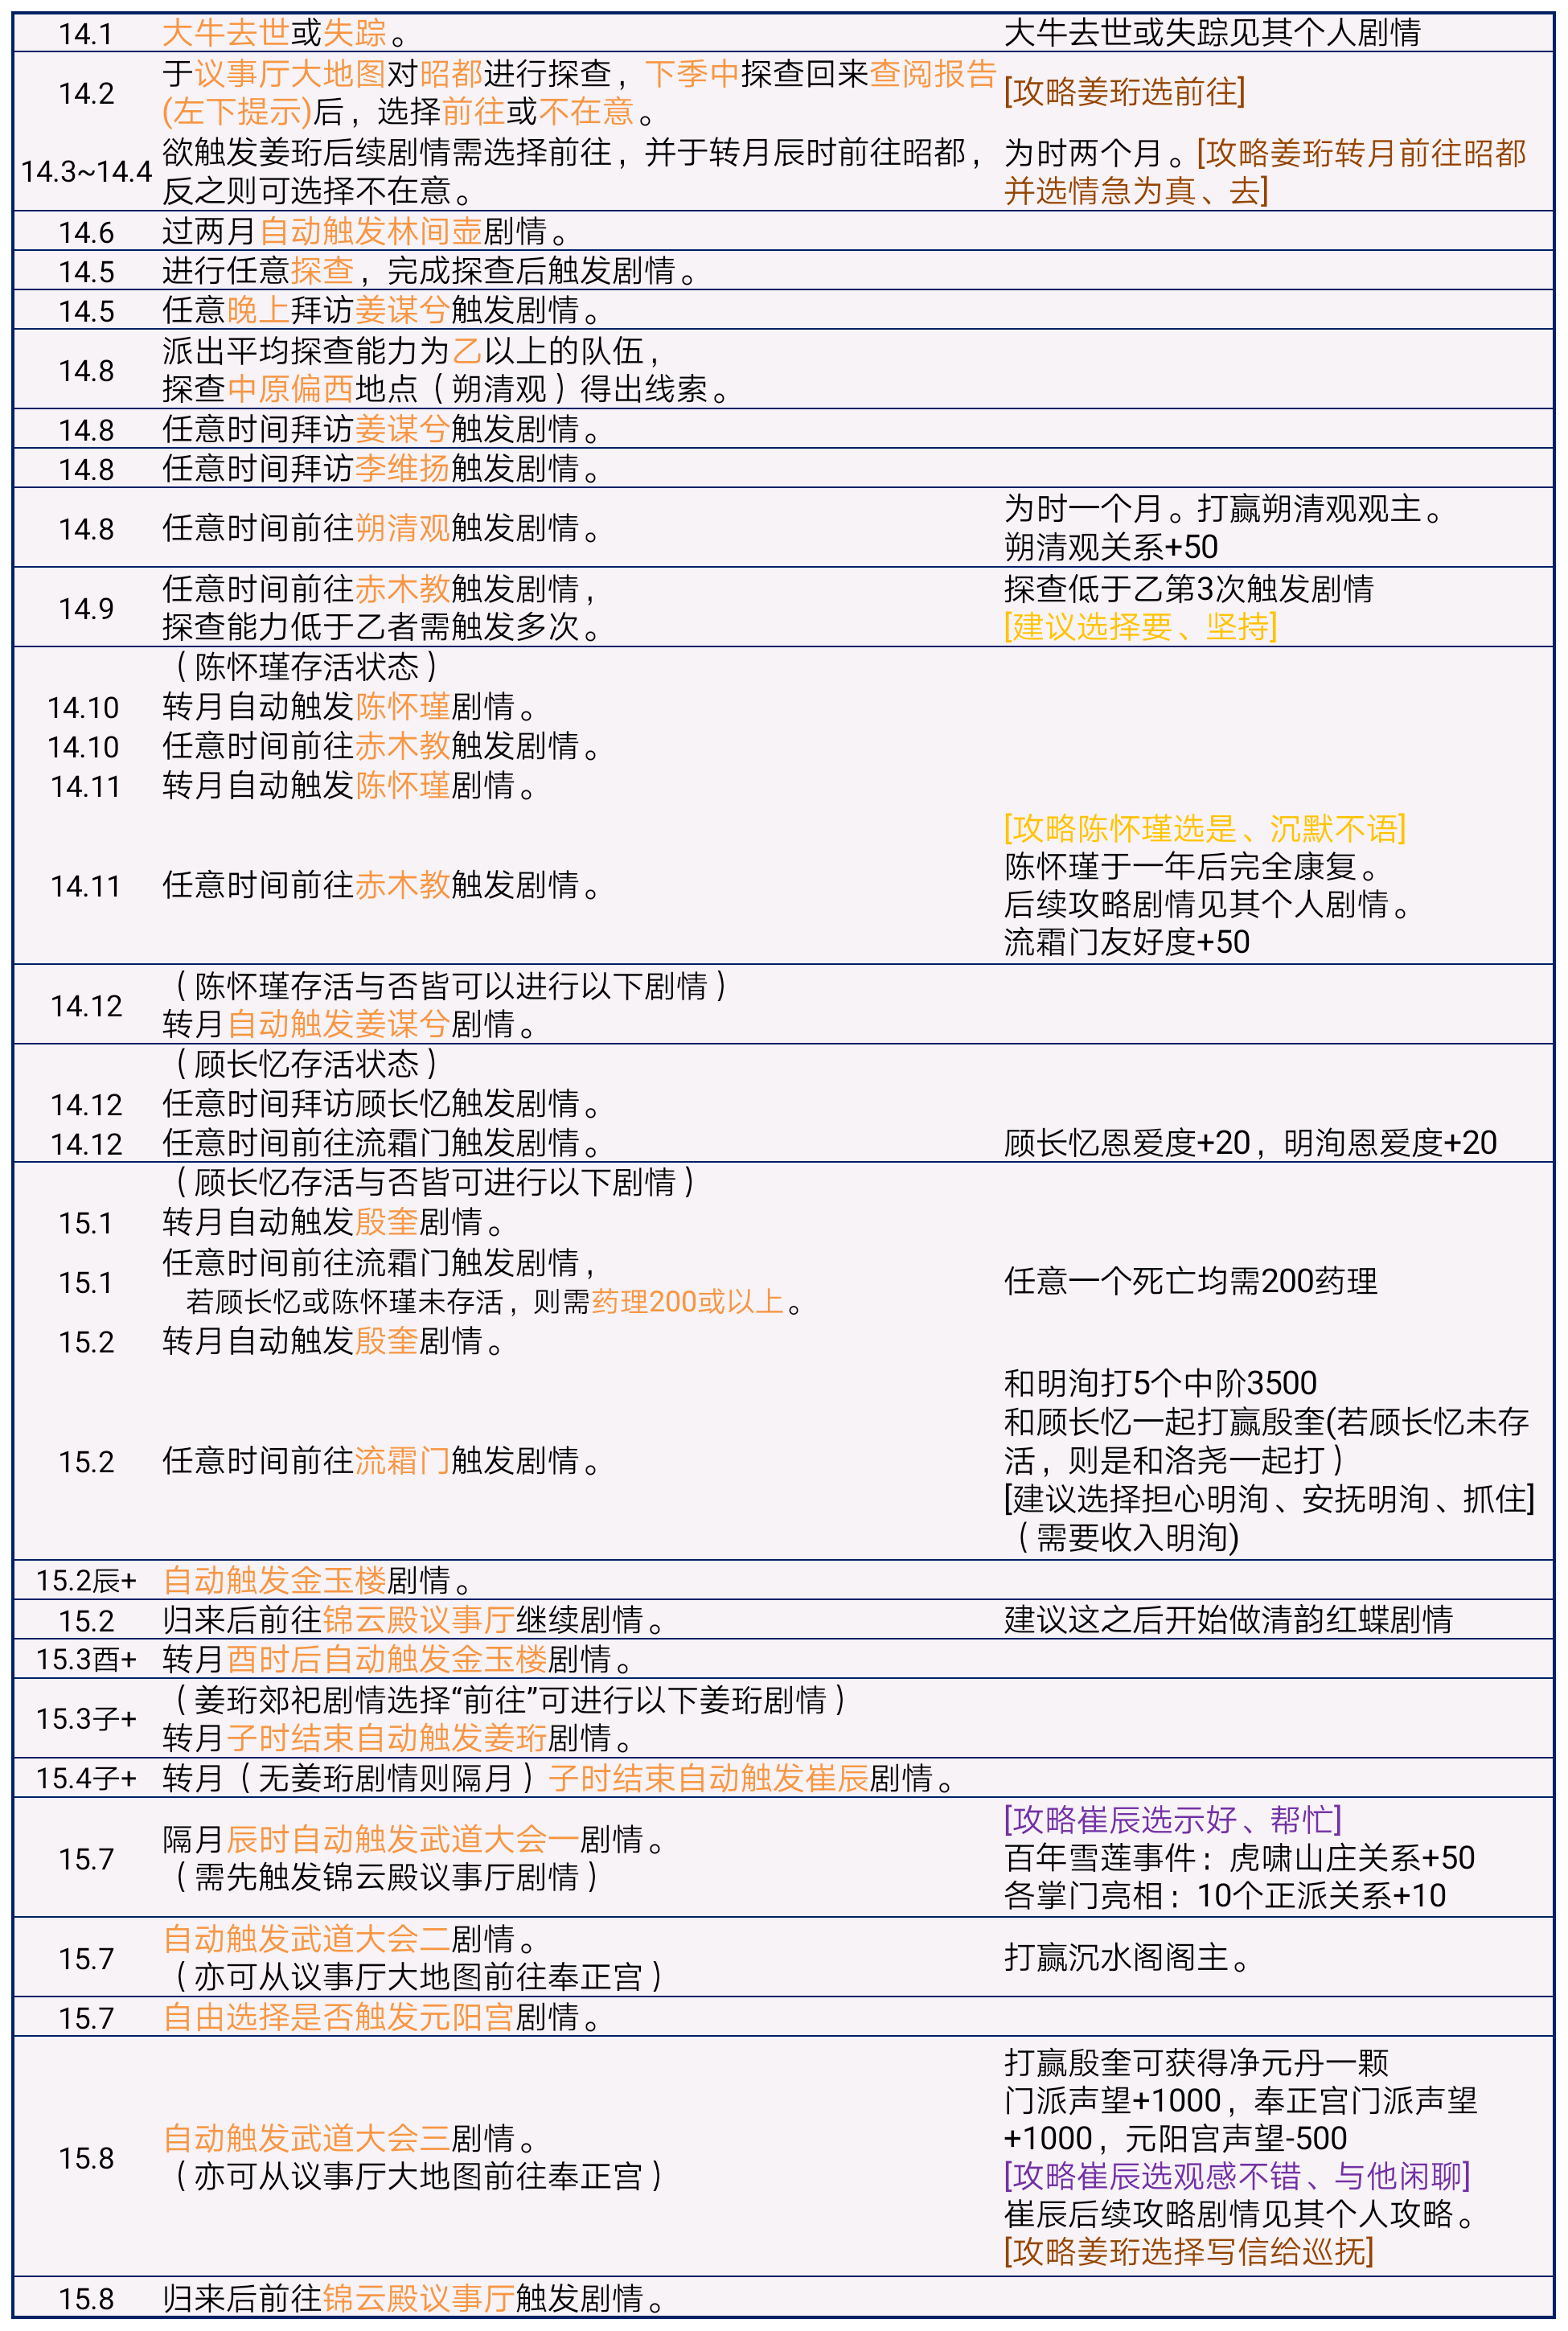 14.1 大牛去世或失踪。 大牛去世或失踪见其个人剧情
14.2 于议事厅大地图对昭都进行探查，下季中探查回来查阅报告
(左下提示)后，选择前往或不在意。 [攻略姜珩选前往]
14.3~14.4 欲触发姜珩后续剧情需选择前往，并于转月辰时前往昭都，
反之则可选择不在意。 为时两个月。[攻略姜珩转月前往昭都
并选情急为真、去]
14.6 过两月自动触发林间壶剧情。
14.5 进行任意探查，完成探查后触发剧情。
14.5 任意晚上拜访姜谋兮触发剧情。
14.8 派出平均探查能力为乙以上的队伍，
探查中原偏西地点（朔清观）得出线索。
14.8 任意时间拜访姜谋兮触发剧情。
14.8 任意时间拜访李维扬触发剧情。
14.8 任意时间前往朔清观触发剧情。 为时一个月。打赢朔清观观主。
朔清观关系+50
14.9 任意时间前往赤木教触发剧情，
探查能力低于乙者需触发多次。 探查低于乙第3次触发剧情
[建议选择要、坚持]
（陈怀瑾存活状态）
14.10 转月自动触发陈怀瑾剧情。
14.10 任意时间前往赤木教触发剧情。
14.11 转月自动触发陈怀瑾剧情。
14.11 任意时间前往赤木教触发剧情。 [攻略陈怀瑾选是、沉默不语]
陈怀瑾于一年后完全康复。
后续攻略剧情见其个人剧情。
流霜门友好度+50
14.12 （陈怀瑾存活与否皆可以进行以下剧情）
转月自动触发姜谋兮剧情。
（顾长忆存活状态）
14.12 任意时间拜访顾长忆触发剧情。
14.12 任意时间前往流霜门触发剧情。 顾长忆恩爱度+20，明洵恩爱度+20
（顾长忆存活与否皆可进行以下剧情）
15.1 转月自动触发殷奎剧情。
15.1 任意时间前往流霜门触发剧情，
若顾长忆或陈怀瑾未存活，则需药理200或以上。 任意一个死亡均需200药理
15.2 转月自动触发殷奎剧情。
15.2 任意时间前往流霜门触发剧情。 和明洵打5个中阶3500
和顾长忆一起打赢殷奎(若顾长忆未存
活，则是和洛尧一起打）
[建议选择担心明洵、安抚明洵、抓住]
（需要收入明洵)
15.2辰+ 自动触发金玉楼剧情。
15.2 归来后前往锦云殿议事厅继续剧情。 建议这之后开始做清韵红蝶剧情
15.3酉+ 转月酉时后自动触发金玉楼剧情。
15.3子+ （姜珩郊祀剧情选择“前往”可进行以下姜珩剧情）
转月子时结束自动触发姜珩剧情。
15.4子+ 转月（无姜珩剧情则隔月）子时结束自动触发崔辰剧情。
15.7 隔月辰时自动触发武道大会一剧情。
（需先触发锦云殿议事厅剧情） [攻略崔辰选示好、帮忙]
百年雪莲事件：虎啸山庄关系+50
各掌门亮相：10个正派关系+10
15.7 自动触发武道大会二剧情。
（亦可从议事厅大地图前往奉正宫） 打赢沉水阁阁主。
15.7 自由选择是否触发元阳宫剧情。
15.8 自动触发武道大会三剧情。
（亦可从议事厅大地图前往奉正宫） 打赢殷奎可获得净元丹一颗
门派声望+1000，奉正宫门派声望
+1000，元阳宫声望-500
[攻略崔辰选观感不错、与他闲聊]
崔辰后续攻略剧情见其个人攻略。
[攻略姜珩选择写信给巡抚]
15.8 归来后前往锦云殿议事厅触发剧情。